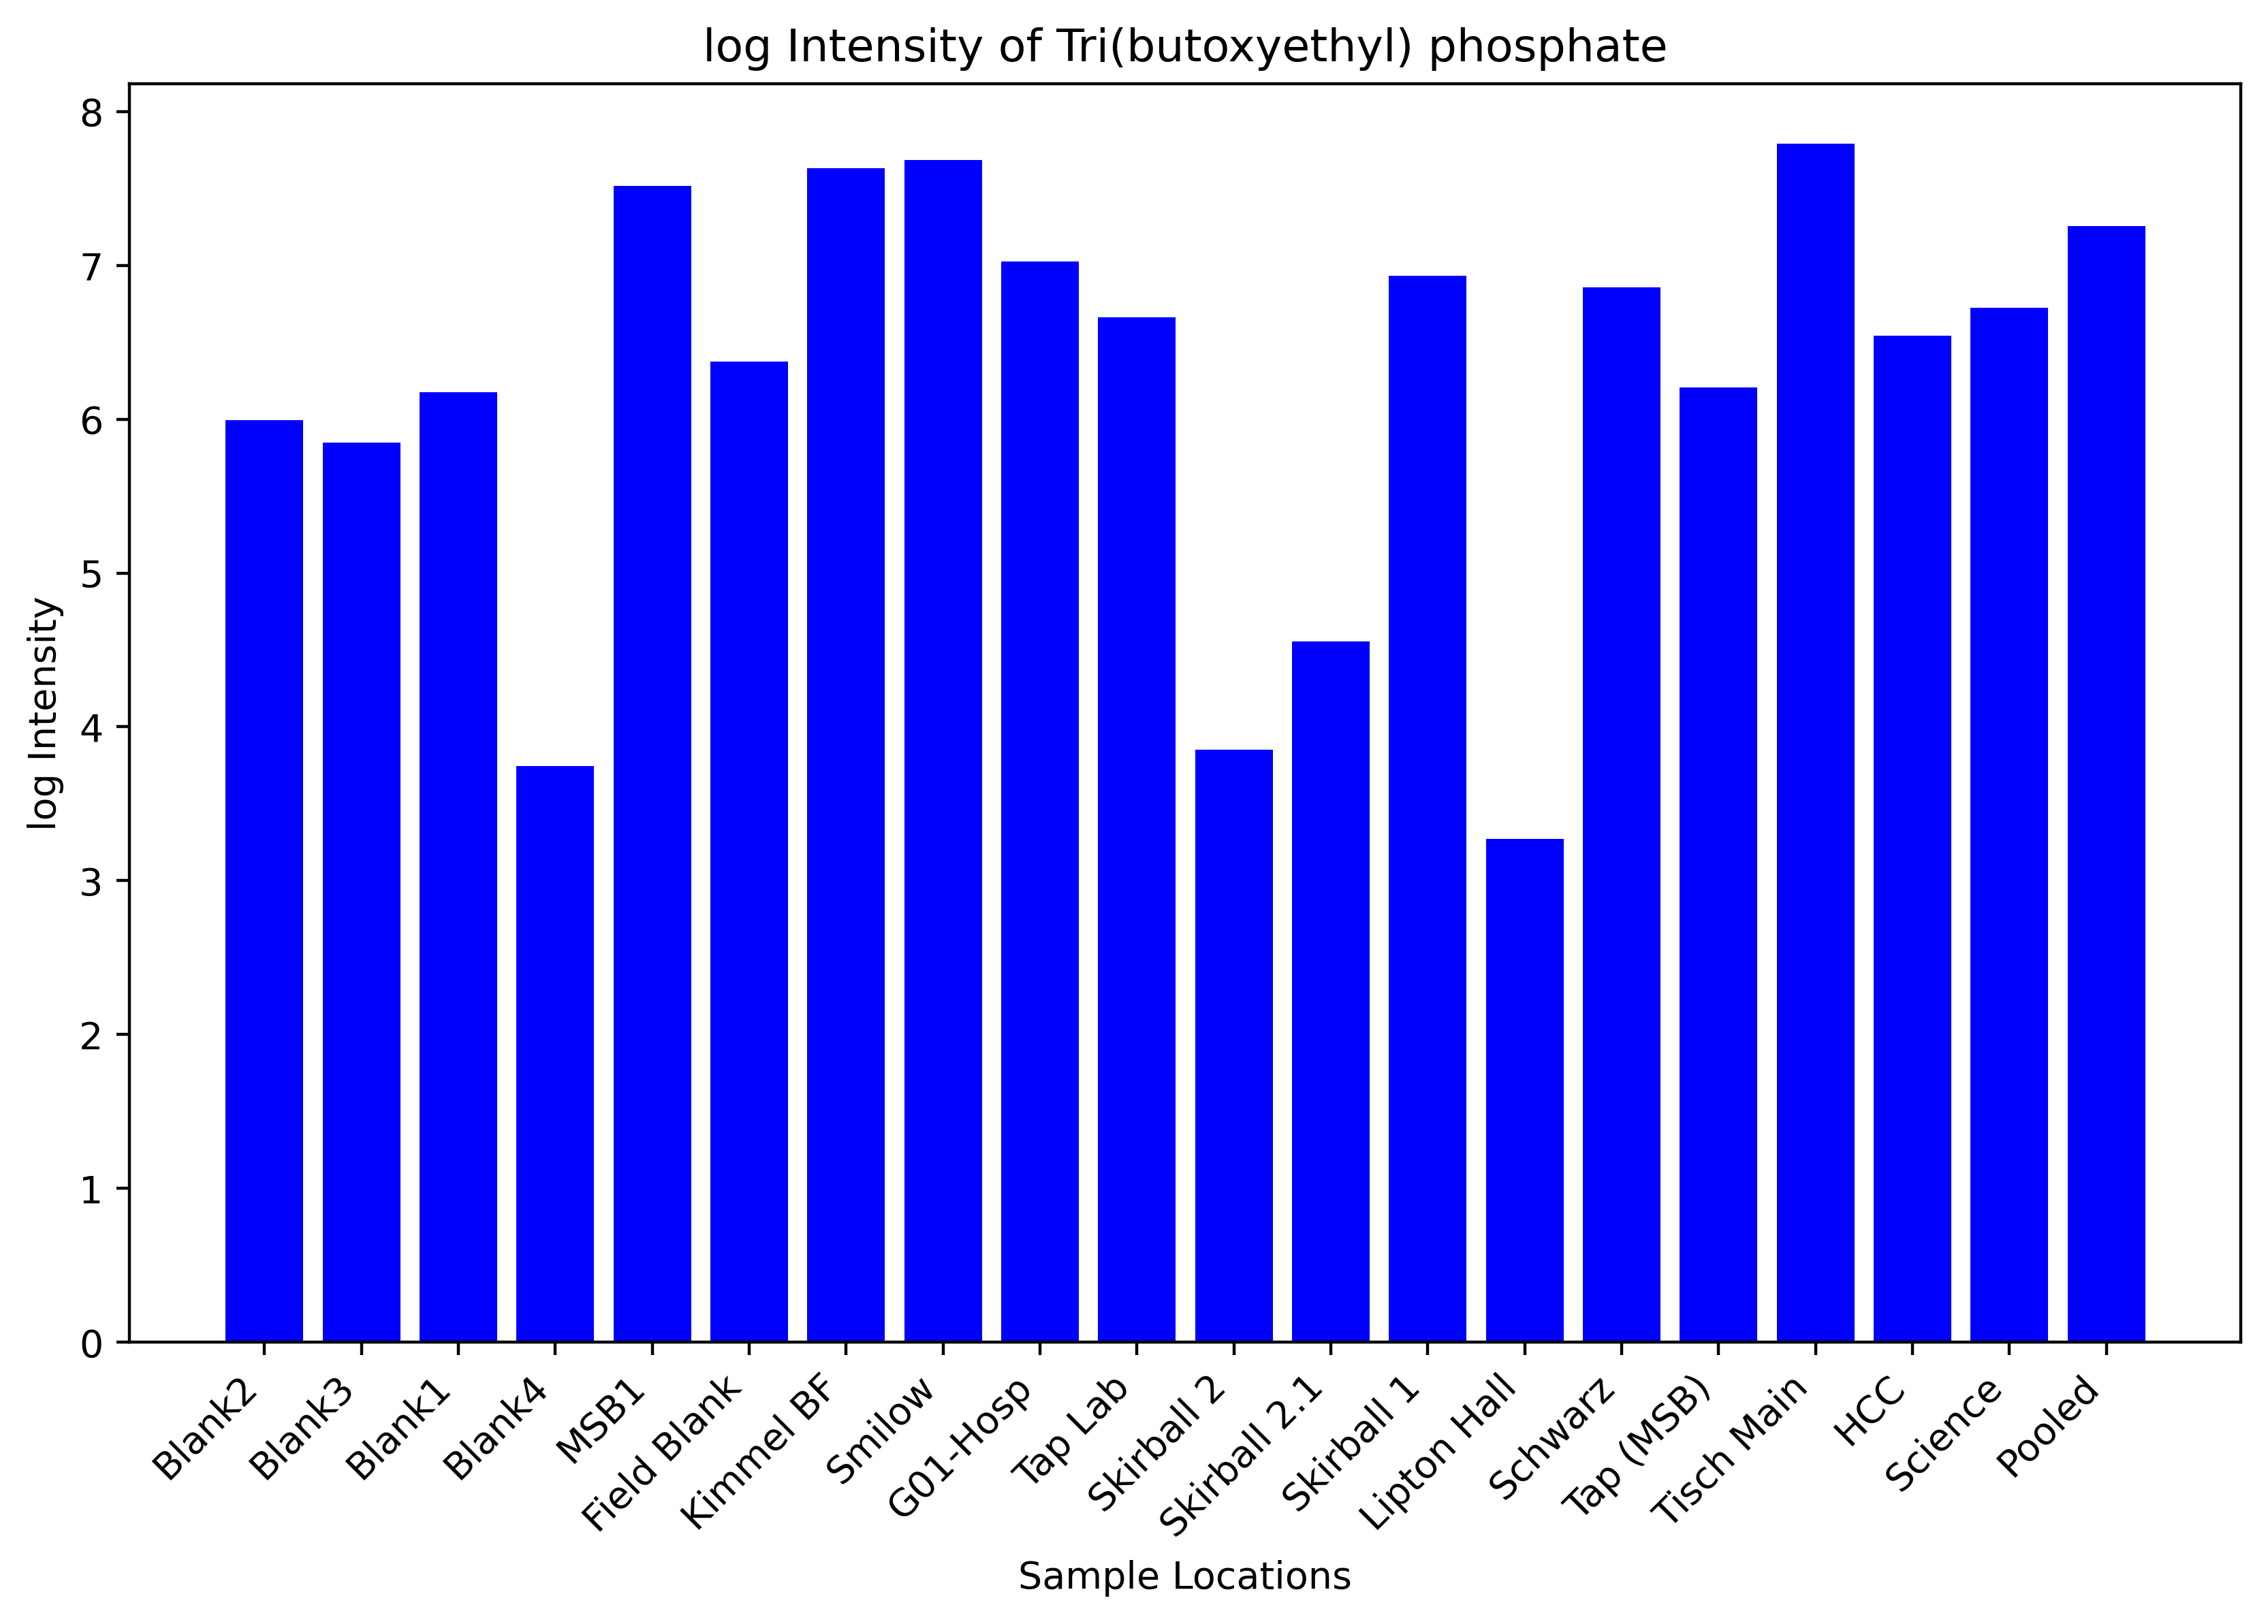 log Intensity of Tri(butoxyethyl) phosphate
log Intensity
8
7
6
5
4
3
2
1
0
Blank2
Blank3
Blank1
Blank4
MSB1
Field Blank
Kimmel BF
Smilow
G01-Hosp
Tap Lab
Skirball 2
Skirball 2.1
Skirball 1
Lipton Hall
Schwarz
Tap (MSB)
Tisch Main
HCC
Science
Pooled
Sample Locations